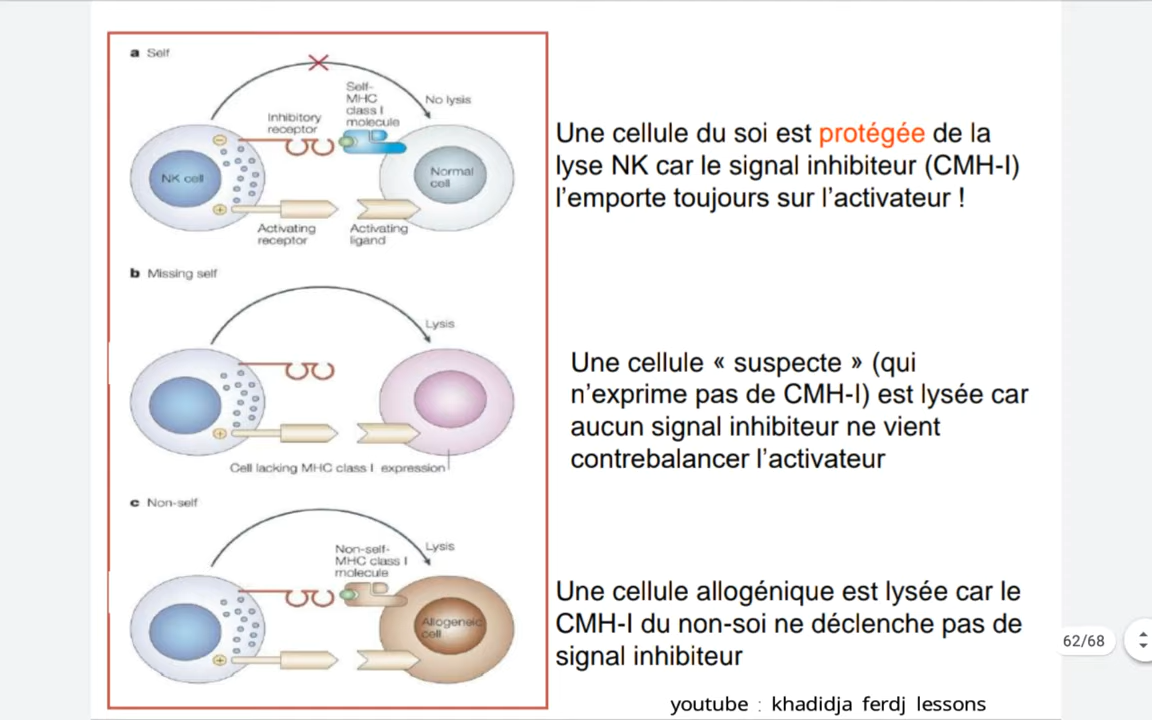 a Self
Self-
MHC
class I
molecule
No lysis
Inhibitory
receptor
NK cell
Normal
cell
Activating
receptor
Activating
ligand
Une cellule du soi est protégée de la
lyse NK car le signal inhibiteur (CMH-I)
l'emporte toujours sur l'activateur !
b Missing self
Lysis
Cell lacking MHC class I expression
Une cellule « suspecte » (qui
n'exprime pas de CMH-I) est lysée car
aucun signal inhibiteur ne vient
contrebalancer l'activateur
c Non-self
Non-self-
MHC class I
molecule
Lysis
Allogeneic
cell
Une cellule allogénique est lysée car le
CMH-I du non-soi ne déclenche pas de
signal inhibiteur
62/68
youtube : khadidja ferdj lessons